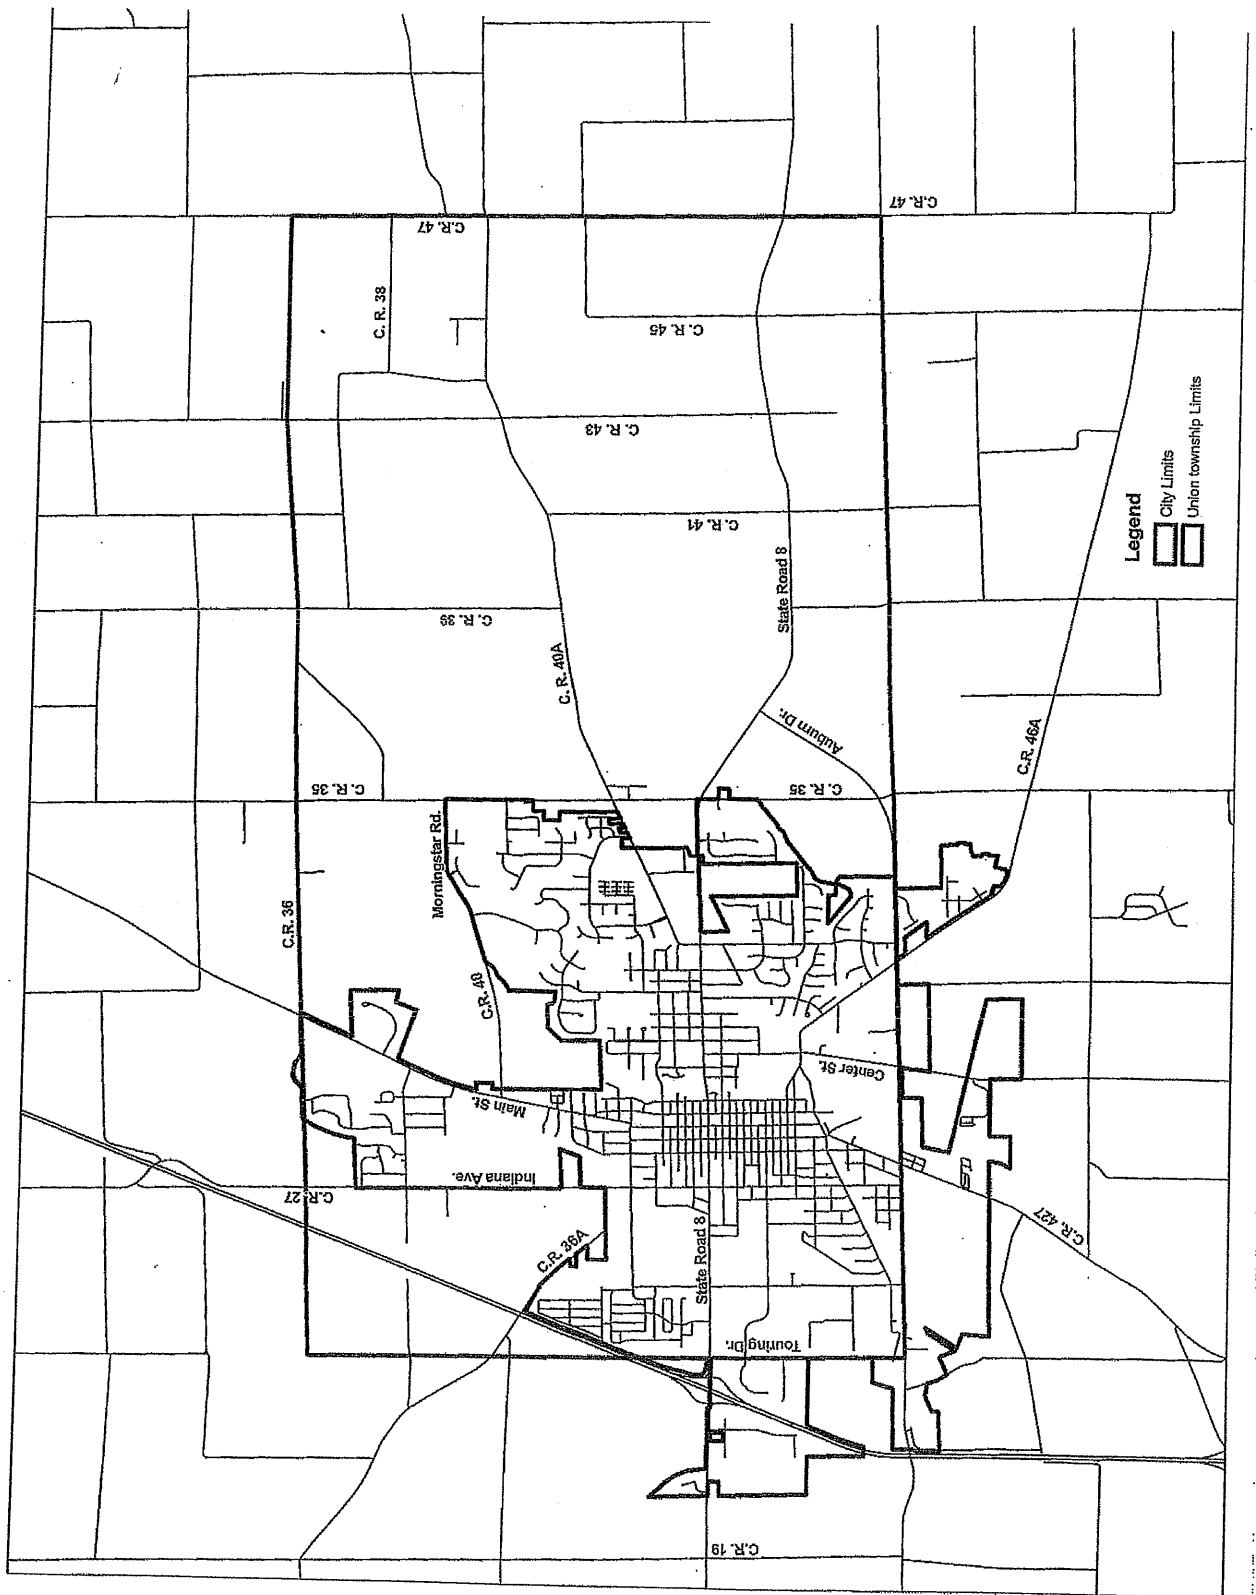 C.R. 47
C.R. 47
C. R. 38
C. R. 45
C. R. 43
C. R. 41
Legend
City Limits
Union township Limits
State Road 8
C. R. 39
C. R. 40A
Auburn Dr.
C.R. 46A
C. R. 35
C. R. 35
Morningstar Rd.
C.R. 36
C.R. 40
Center St.
Main St.
Indiana Ave.
C.R. 27
C.R. 427
C.R. 36A
State Road 8
Touring Dr.
C.R. 19